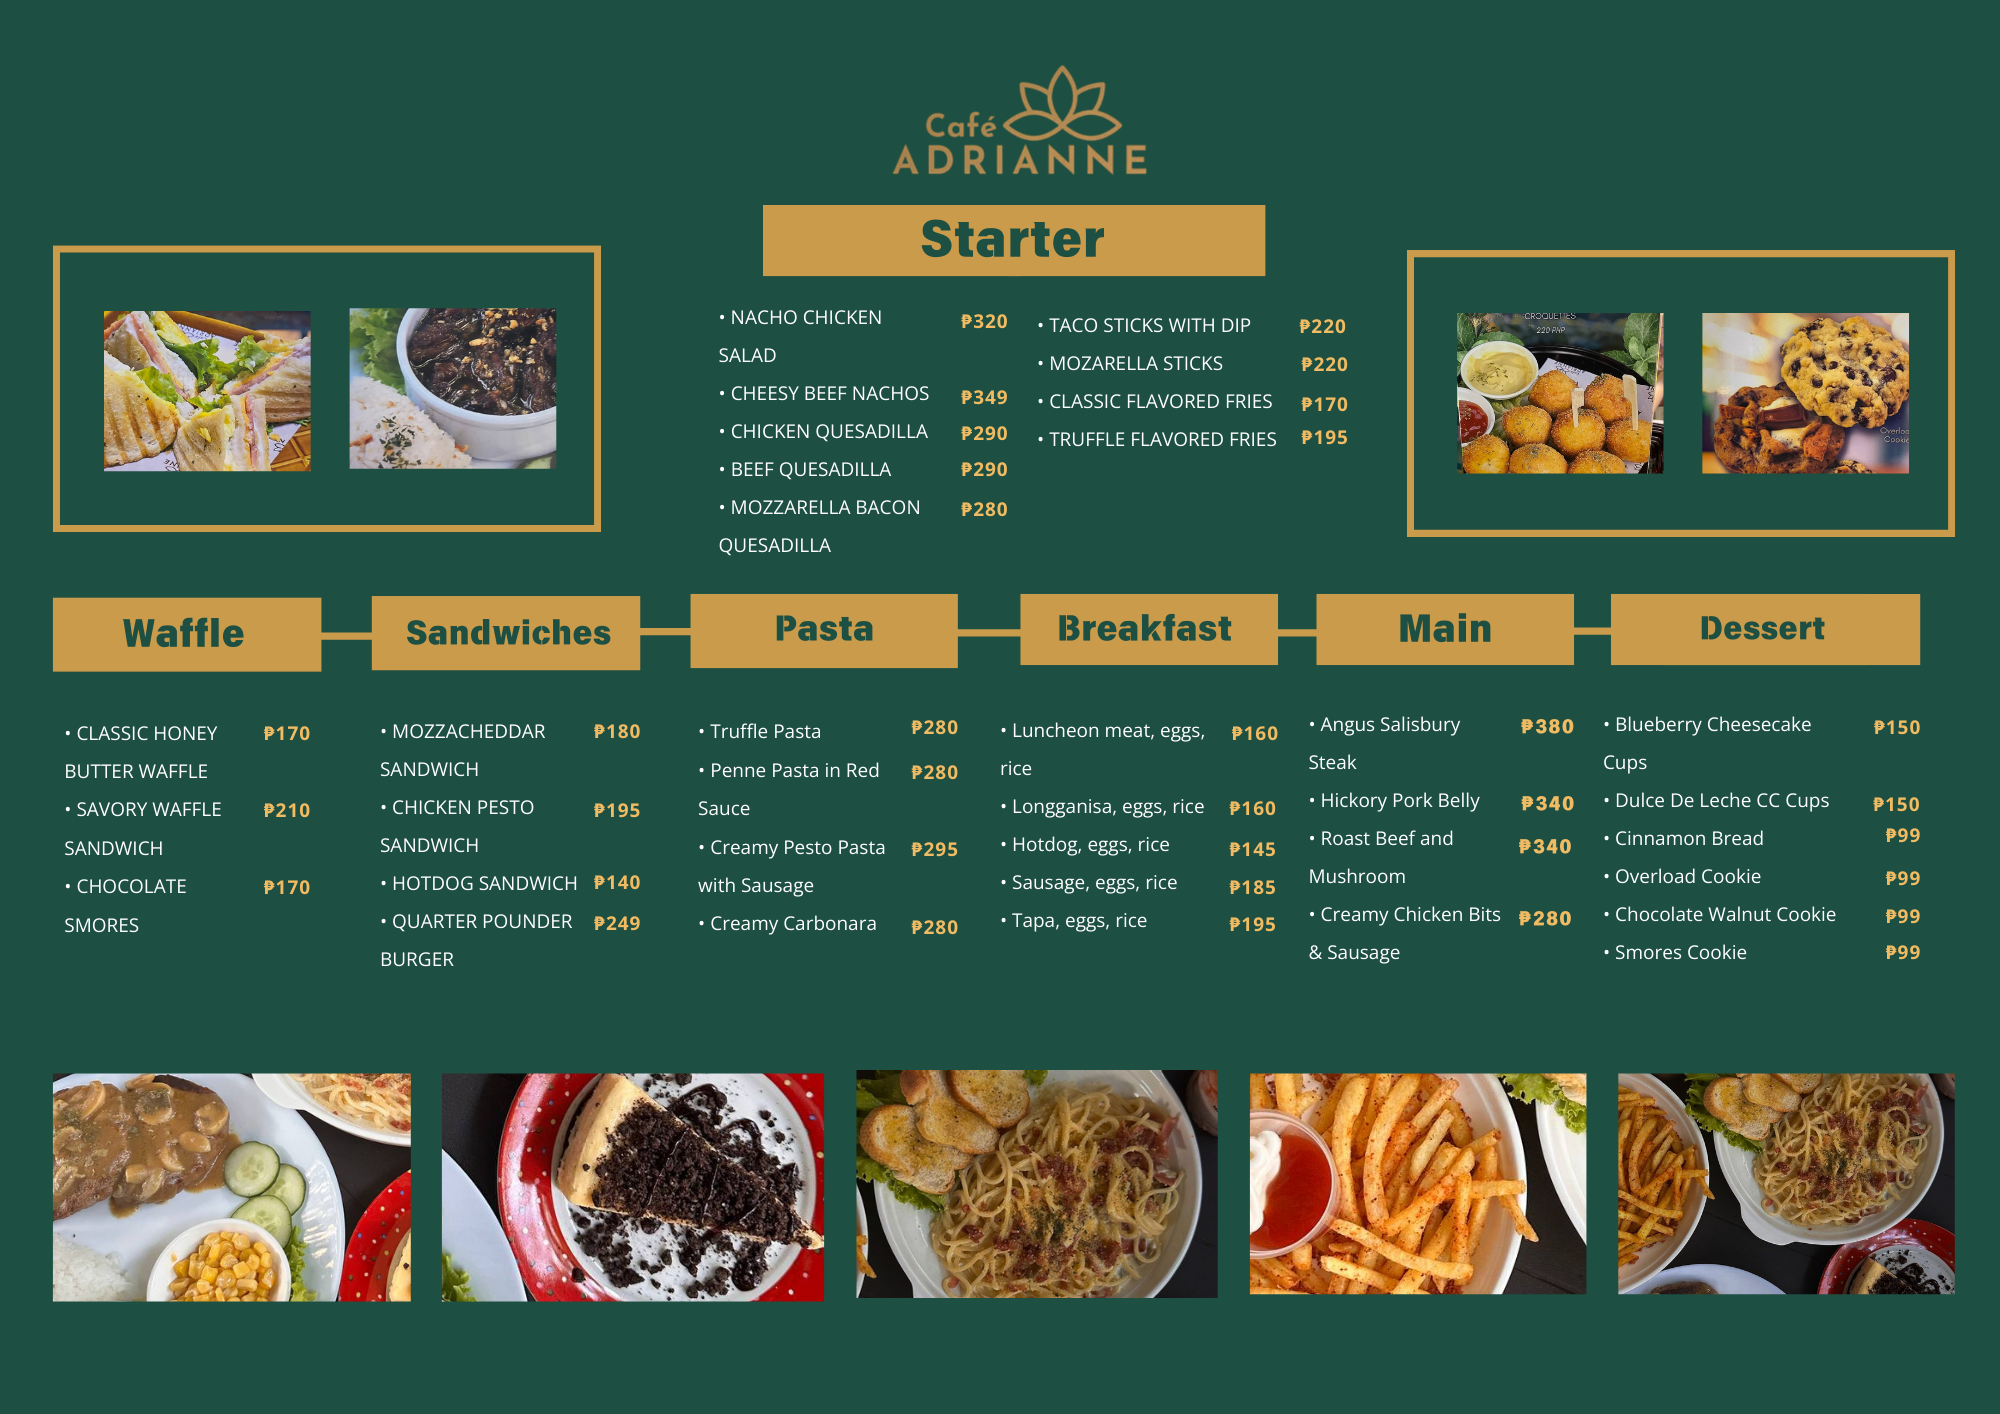 Café
ADRIANNE
Starter
• NACHO CHICKEN ₱320
SALAD
• CHEESY BEEF NACHOS ₱349
• CHICKEN QUESADILLA ₱290
• BEEF QUESADILLA ₱290
• MOZZARELLA BACON ₱280
QUESADILLA
• TACO STICKS WITH DIP ₱220
• MOZARELLA STICKS ₱220
• CLASSIC FLAVORED FRIES ₱170
• TRUFFLE FLAVORED FRIES ₱195
CROQUETTES
220 PHP
Cookie
Waffle
• CLASSIC HONEY ₱170
BUTTER WAFFLE
• SAVORY WAFFLE ₱210
SANDWICH
• CHOCOLATE ₱170
SMORES
Sandwiches
• MOZZACHEDDAR ₱180
SANDWICH
• CHICKEN PESTO ₱195
SANDWICH
• HOTDOG SANDWICH ₱140
• QUARTER POUNDER ₱249
BURGER
Pasta
• Truffle Pasta ₱280
• Penne Pasta in Red ₱280
Sauce
• Creamy Pesto Pasta ₱295
with Sausage
• Creamy Carbonara ₱280
Breakfast
• Luncheon meat, eggs, ₱160
rice
• Longganisa, eggs, rice ₱160
• Hotdog, eggs, rice ₱145
• Sausage, eggs, rice ₱185
• Tapa, eggs, rice ₱195
Main
• Angus Salisbury ₱380
Steak
• Hickory Pork Belly ₱340
• Roast Beef and ₱340
Mushroom
• Creamy Chicken Bits ₱280
& Sausage
Dessert
• Blueberry Cheesecake ₱150
Cups
• Dulce De Leche CC Cups ₱150
• Cinnamon Bread ₱99
• Overload Cookie ₱99
• Chocolate Walnut Cookie ₱99
• Smores Cookie ₱99